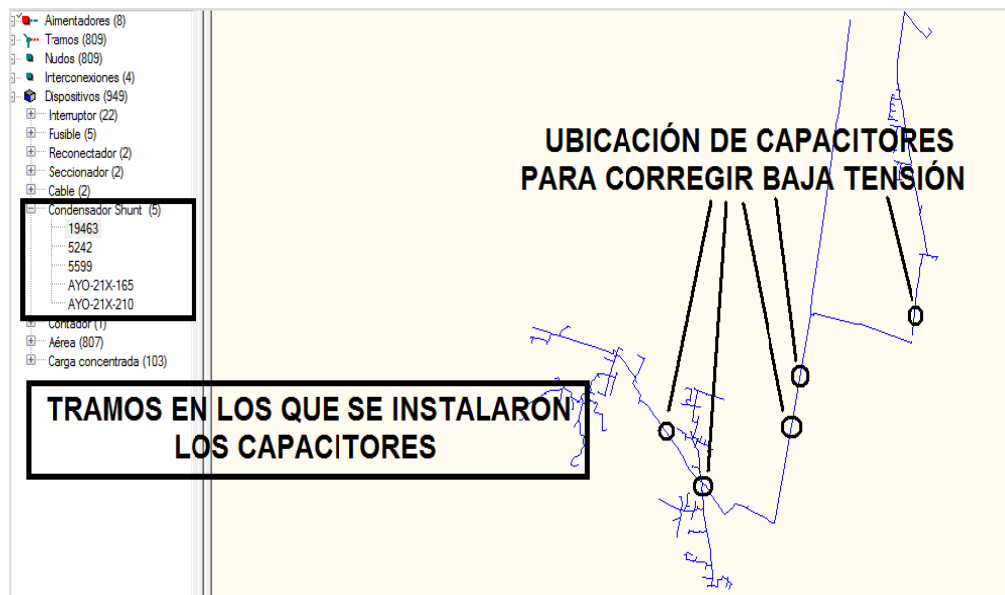 Alimentadores (8)
Tramos (809)
Nudos (809)
Interconexiones (4)
Dispositivos (949)
Interruptor (22)
Fusible (5)
Reconectador (2)
Seccionador (2)
Cable (2)
Condensador Shunt (5)
19463
5242
5599
AYO-21X-165
AYO-21X-210
Contador (1)
Aérea (807)
Carga concentrada (103)
UBICACIÓN DE CAPACITORES
PARA CORREGIR BAJA TENSIÓN
TRAMOS EN LOS QUE SE INSTALARON
LOS CAPACITORES